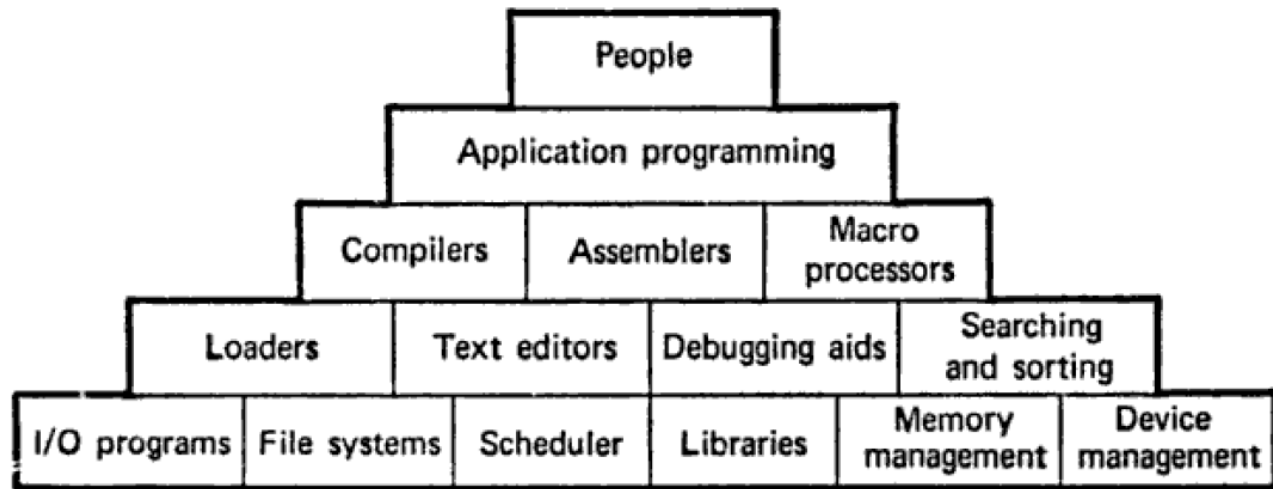 People
Application programming
Compilers
Assemblers
Macro
processors
Loaders
Text editors
Debugging aids
Searching
and sorting
I/O programs
File systems
Scheduler
Libraries
Memory
management
Device
management